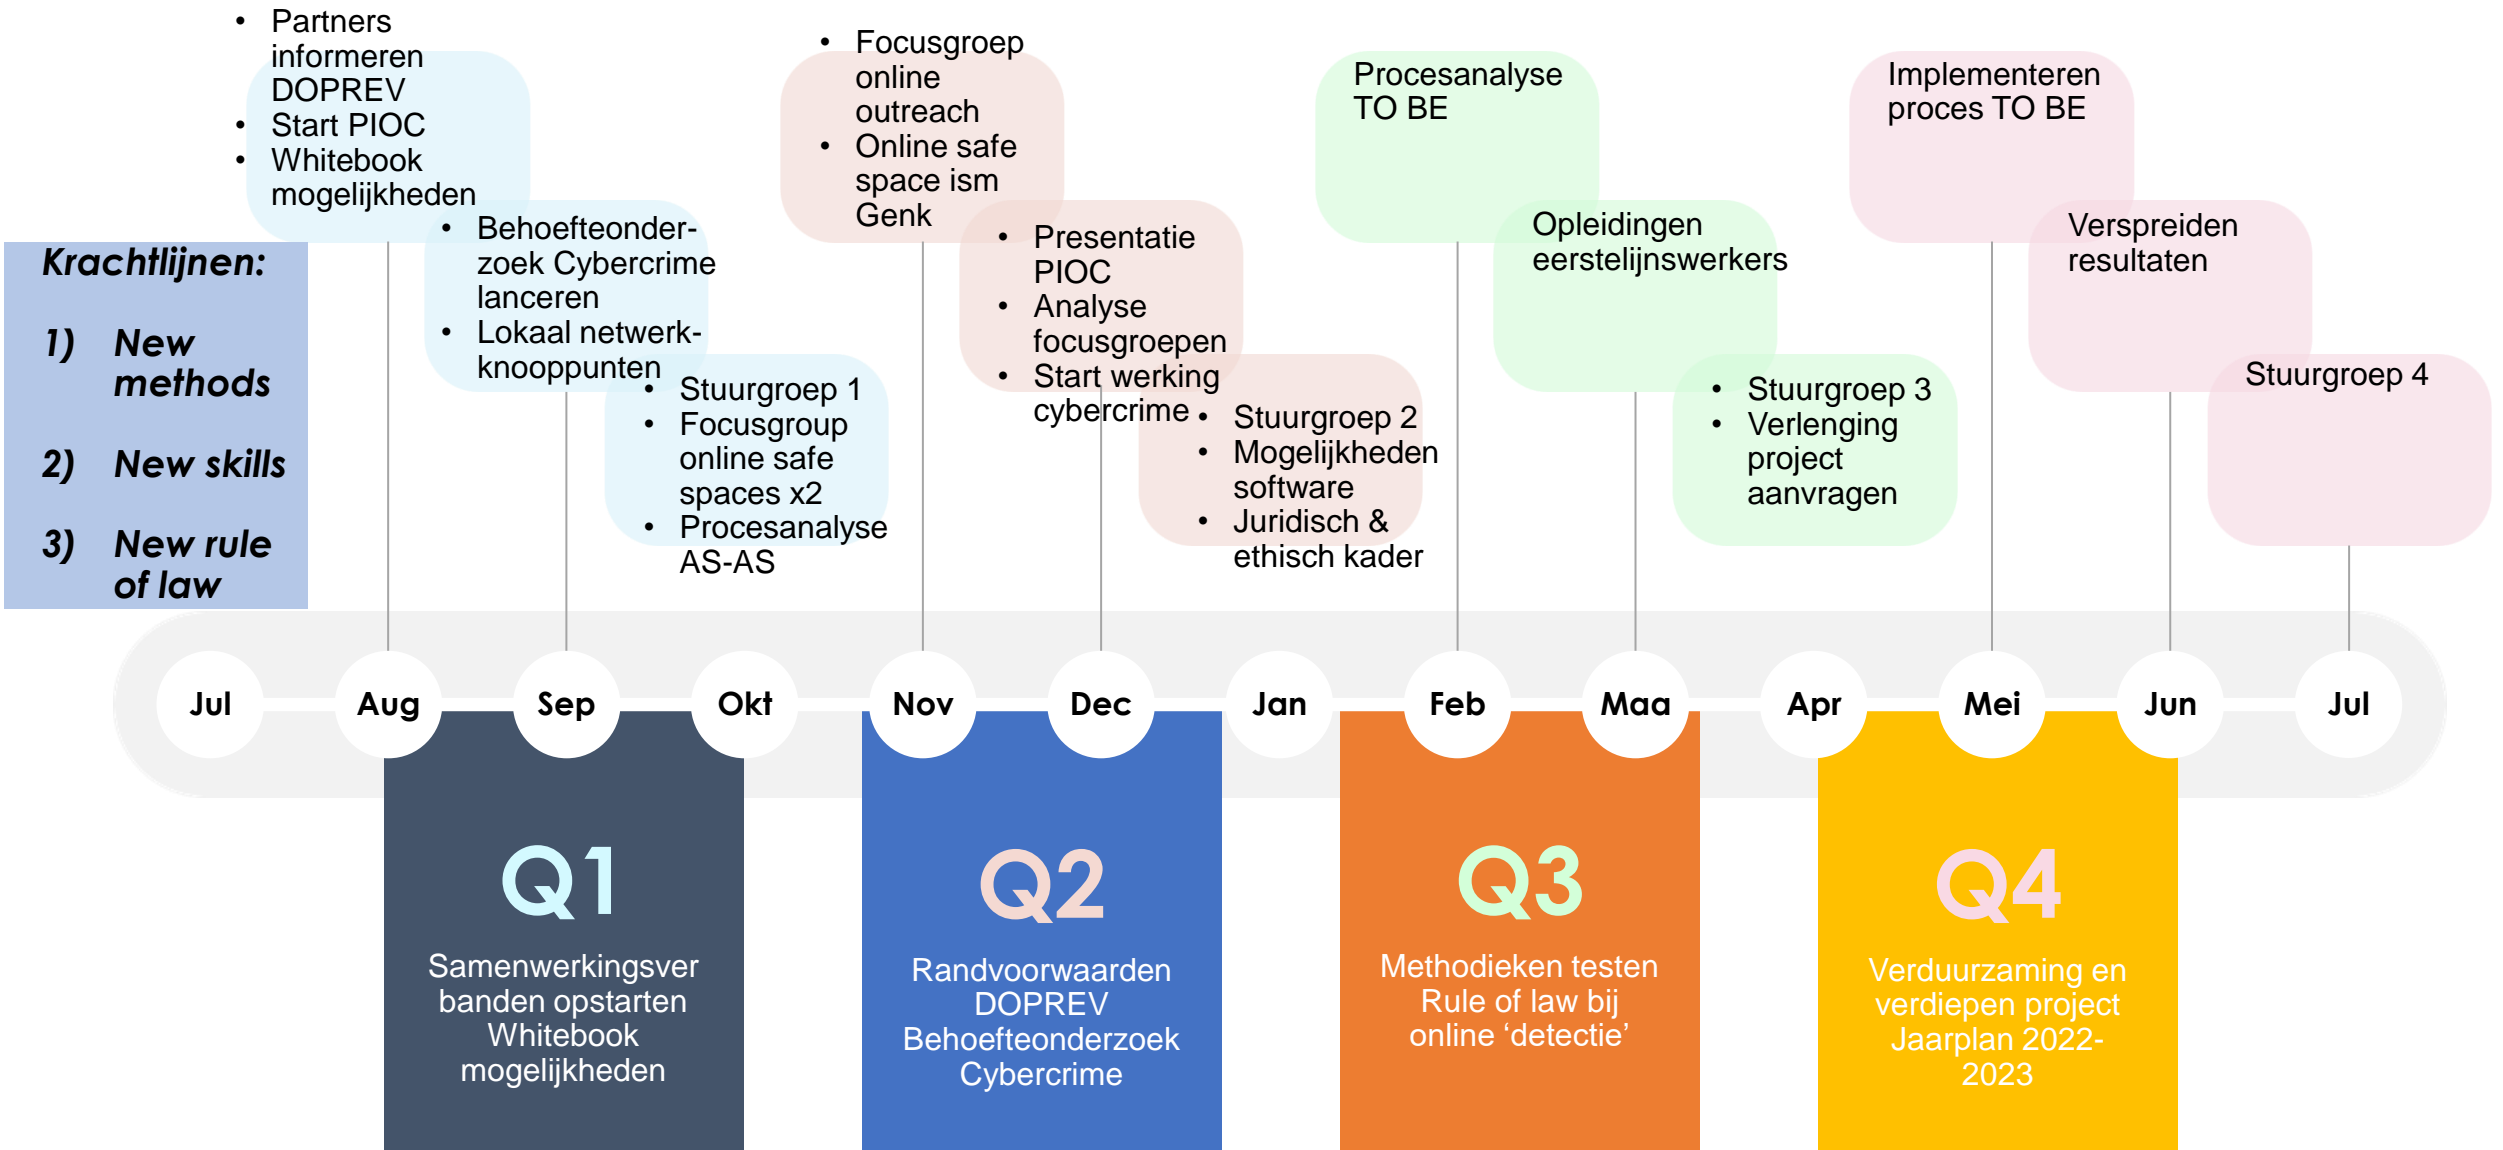 • Partners
informeren
DOPREV
• Start PIOC
• Whitebook
mogelijkheden
• Behoefteonder-
zoek Cybercrime
lanceren
• Lokaal netwerk-
knooppunten
• Stuurgroep 1
• Focusgroup
online safe
spaces x2
• Procesanalyse
AS-AS
• Focusgroep
online
outreach
• Online safe
space ism
Genk
• Presentatie
PIOC
• Analyse
focusgroepen
• Start werking
cybercrime
• Stuurgroep 2
• Mogelijkheden
software
• Juridisch &
ethisch kader
Procesanalyse
TO BE
Opleidingen
eerstelijnswerkers
• Stuurgroep 3
• Verlenging
project
aanvragen
Implementeren
proces TO BE
Verspreiden
resultaten
Stuurgroep 4
Krachtlijnen:
1) New
methods
2) New skills
3) New rule
of law
Jul Aug Sep Okt Nov Dec Jan Feb Maa Apr Mei Jun Jul
Q1
Samenwerkingsver
banden opstarten
Whitebook
mogelijkheden
Q2
Randvoorwaarden
DOPREV
Behoefteonderzoek
Cybercrime
Q3
Methodieken testen
Rule of law bij
online ‘detectie’
Q4
Verduurzaming en
verdiepen project
Jaarplan 2022-
2023